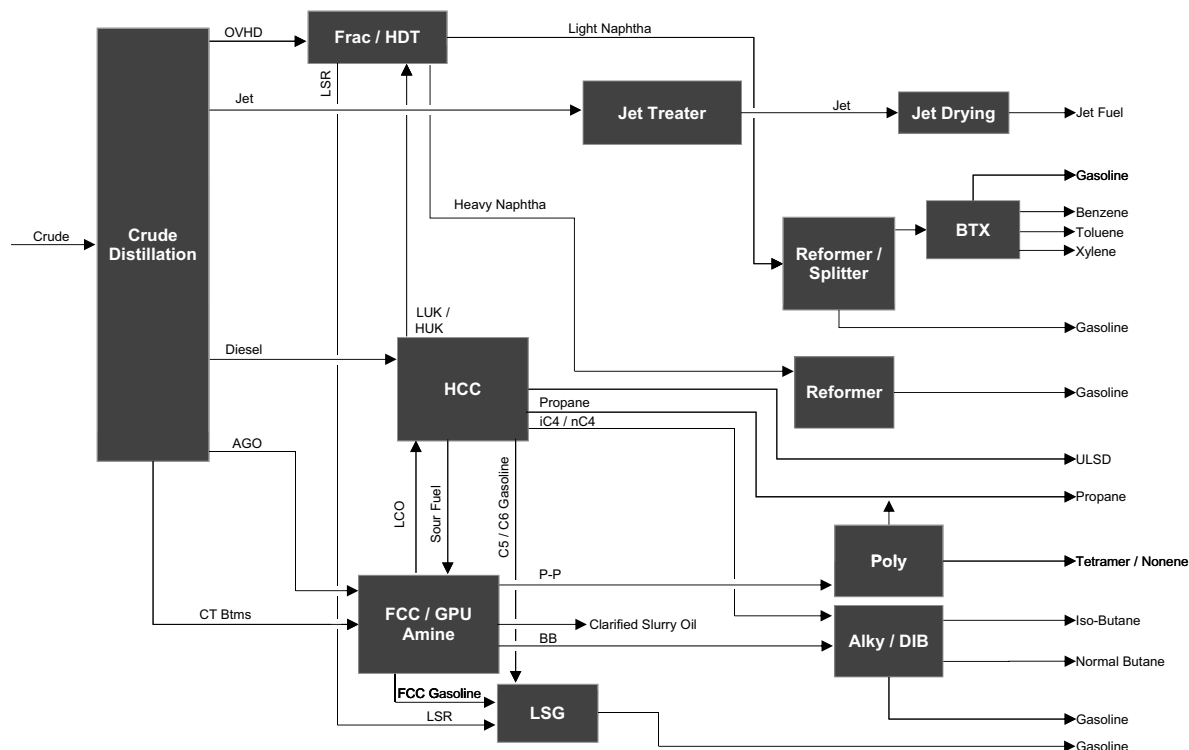 OVHD
Frac / HDT
Light Naphtha
LSR
Jet
Jet Treater
Jet
Jet Drying
Jet Fuel
Crude
Crude
Distillation
Heavy Naphtha
Gasoline
BTX
Benzene
Toluene
Xylene
Reformer /
Splitter
Gasoline
LUK /
HUK
Diesel
HCC
Reformer
Gasoline
Propane
iC4 / nC4
AGO
ULSD
LCO
Sour Fuel
C5 / C6 Gasoline
Propane
Poly
Tetramer / Nonene
P-P
CT Btms
FCC / GPU
Amine
Clarified Slurry Oil
BB
Alky / DIB
Iso-Butane
Normal Butane
FCC Gasoline
LSR
LSG
Gasoline
Gasoline